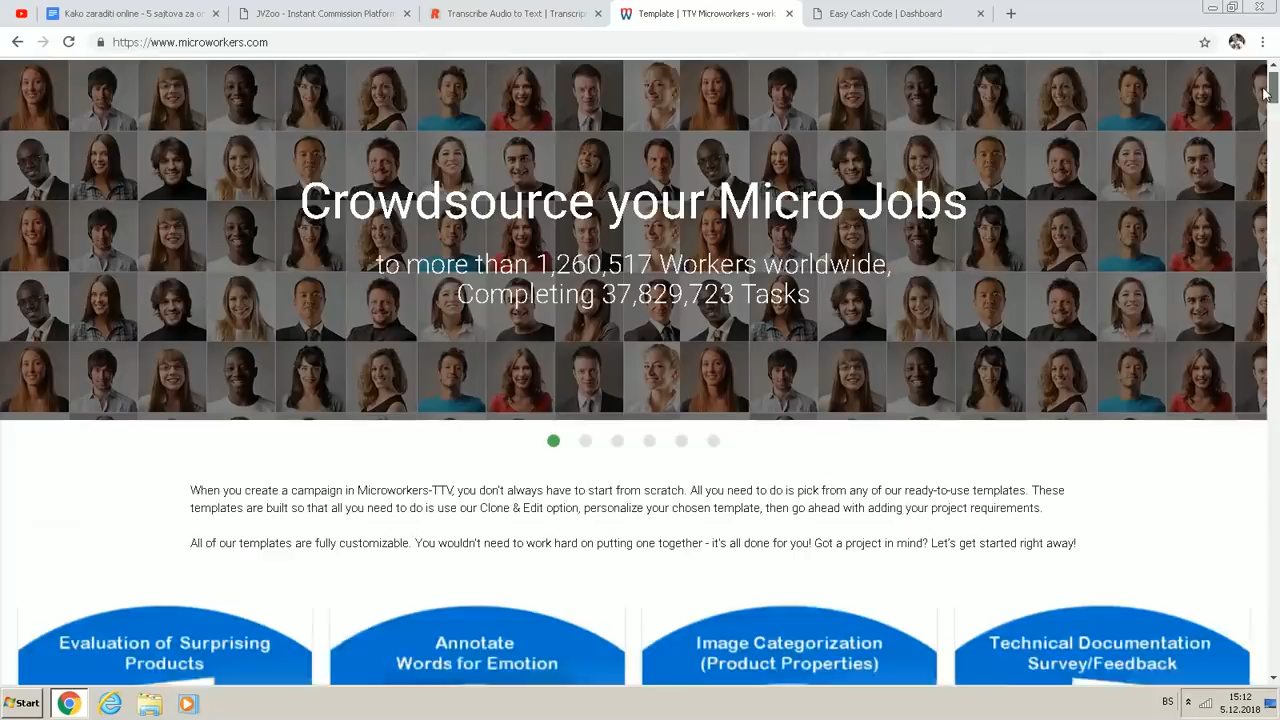 Kako zaraditi online - 5 sajtova za o
JVZoo - Instant Commission Platform
Transcribe Audio to Text | Transcrip
Template | TTV Microworkers - work
Easy Cash Code | Dashboard
https://www.microworkers.com
Crowdsource your Micro Jobs
to more than 1,260,517 Workers worldwide,
Completing 37,829,723 Tasks
When you create a campaign in Microworkers-TTV, you don't always have to start from scratch. All you need to do is pick from any of our ready-to-use templates. These
templates are built so that all you need to do is use our Clone & Edit option, personalize your chosen template, then go ahead with adding your project requirements.
All of our templates are fully customizable. You wouldn't need to work hard on putting one together - it's all done for you! Got a project in mind? Let's get started right away!
Evaluation of Surprising
Products
Annotate
Words for Emotion
Image Categorization
(Product Properties)
Technical Documentation
Survey/Feedback
Start
BS
15:12
5.12.2018